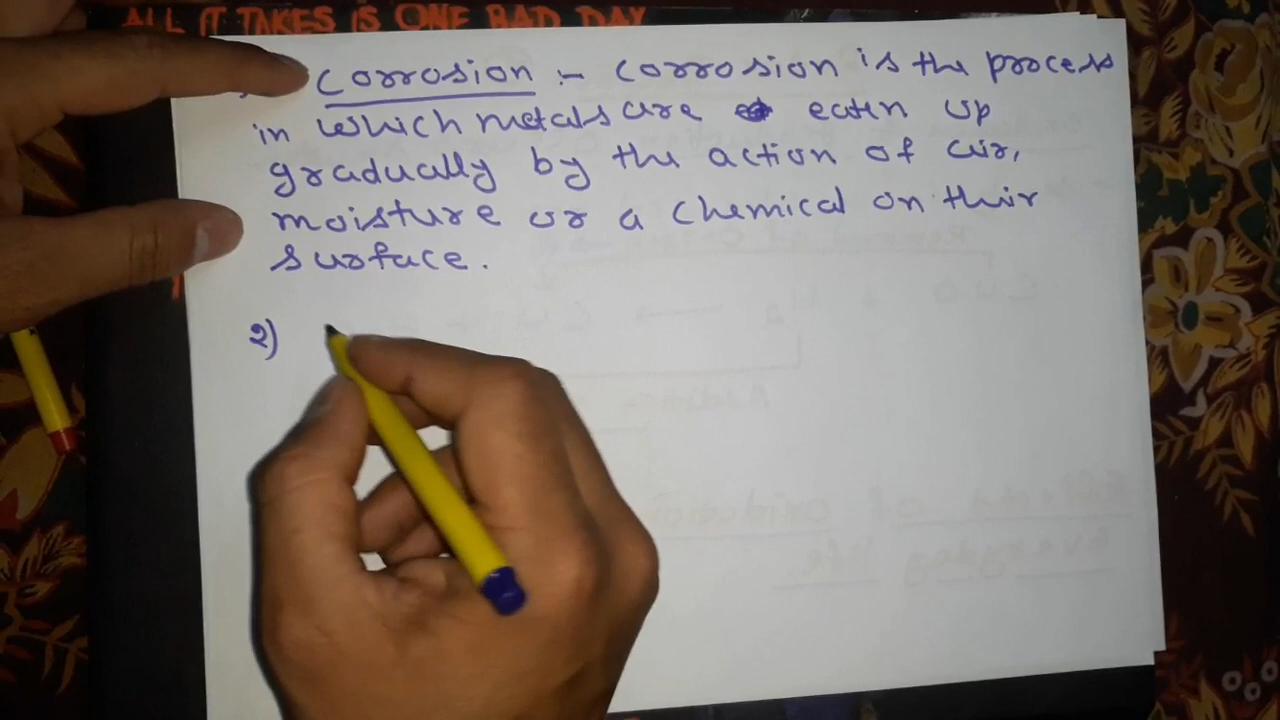 ALL IT TAKES IS ONE BAD DAY
Corrosion :- Corrosion is the process
in which metals are eaten up
gradually by the action of air,
moisture or a chemical on their
surface.
2)